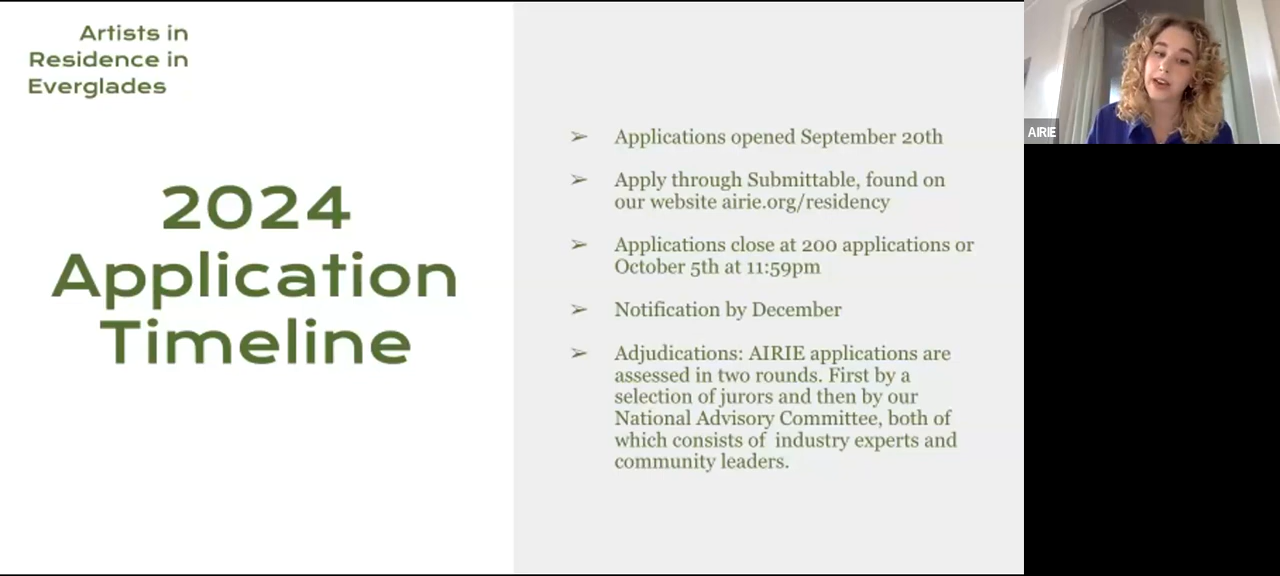 Artists in
Residence in
Everglades
2024
Application
Timeline
➢ Applications opened September 20th
➢ Apply through Submittable, found on
our website airie.org/residency
➢ Applications close at 200 applications or
October 5th at 11:59pm
➢ Notification by December
➢ Adjudications: AIRIE applications are
assessed in two rounds. First by a
selection of jurors and then by our
National Advisory Committee, both of
which consists of  industry experts and
community leaders.
AIRIE